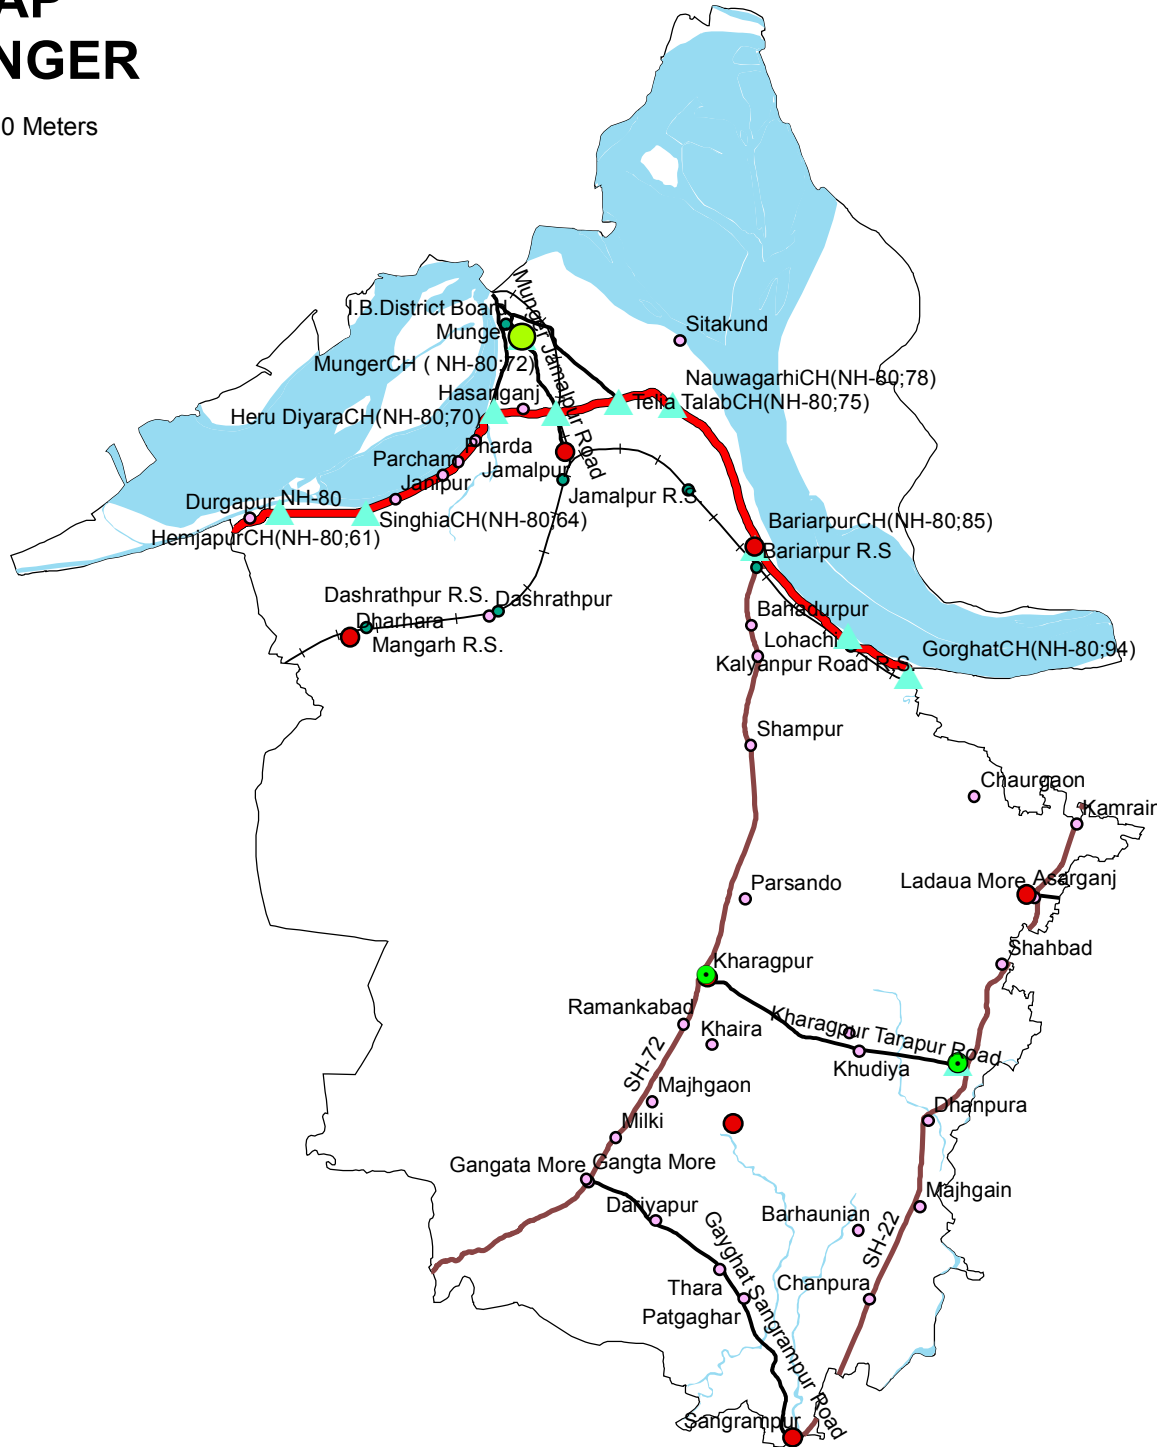 AP
NGER
0 Meters
I.B.District Board
Munge
Munger Jamalpur Road
Sitakund
MungerCH ( NH-80;72)
NauwagarhiCH(NH-80;78)
Hasanganj
Telia TalabCH(NH-80;75)
Heru DiyaraCH(NH-80;70)
Pharda
Parcham
Jamalpur
Janipur
Durgapur
NH-80
Jamalpur R.S.
SinghiaCH(NH-80;64)
BariarpurCH(NH-80;85)
HemjapurCH(NH-80;61)
Bariarpur R.S
Dashrathpur R.S.
Dashrathpur
Bahadurpur
Dharhara
Lohachi
Mangarh R.S.
GorghatCH(NH-80;94)
Kalyanpur Road R.S.
Shampur
Chaurgaon
Kamrain
Ladaua More
Asarganj
Parsando
Shahbad
Kharagpur
Ramankabad
Khaira
Kharagpur Tarapur Road
SH-72
Khudiya
Majhgaon
Dhanpura
Milki
Gangata More
Gangta More
Majhgain
Dariyapur
Barhaunian
SH-22
Gayghat Sangrampur Road
Thara
Chanpura
Patgaghar
Sangrampur